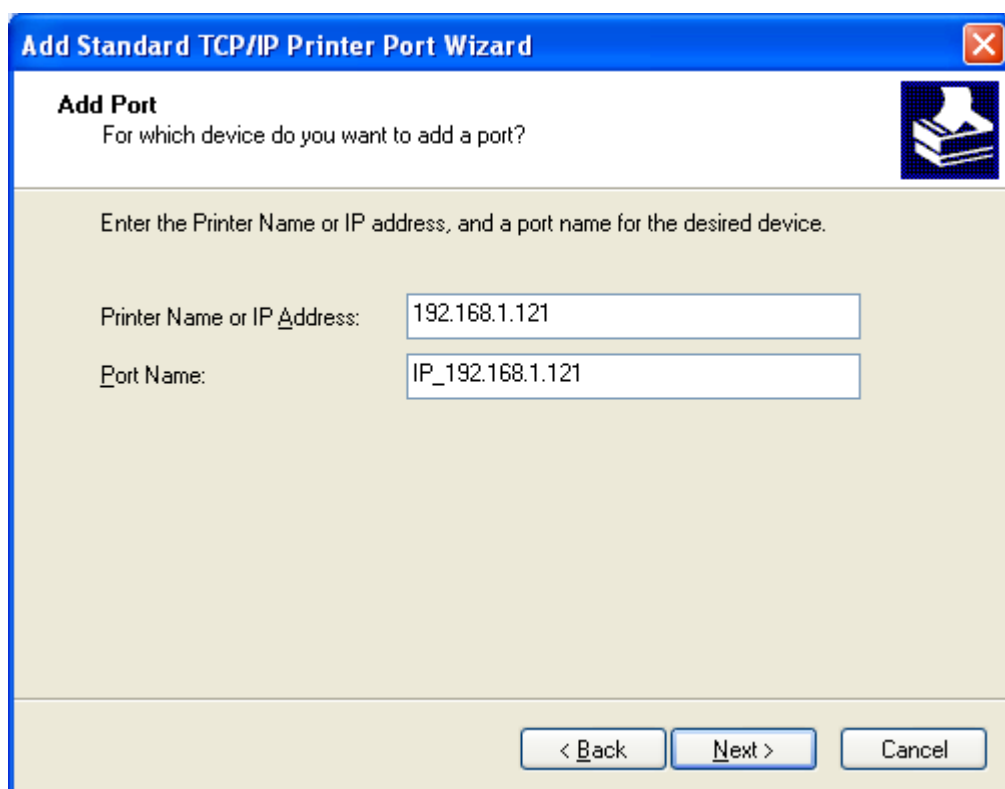 Add Standard TCP/IP Printer Port Wizard
Add Port
For which device do you want to add a port?
Enter the Printer Name or IP address, and a port name for the desired device.
Printer Name or IP Address: 192.168.1.121
Port Name: IP_192.168.1.121
< Back Next > Cancel